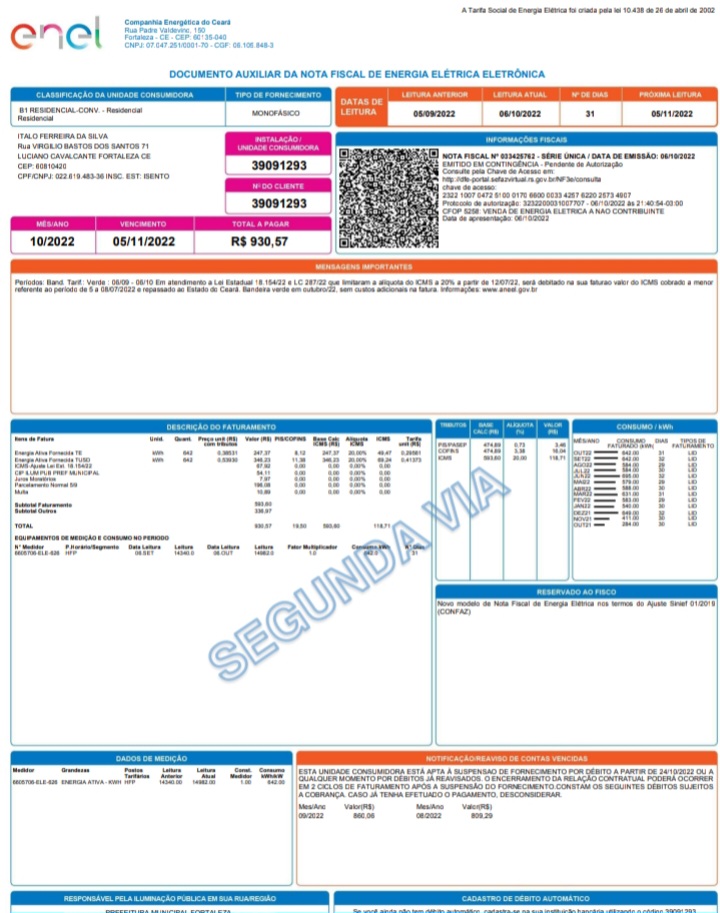 A Tarifa Social de Energia Elétrica foi criada pela lei 10.438 de 26 de abril de 2002
enel
Companhia Energética do Ceará
Rua Padre Valdevino, 150
Fortaleza - CE - CEP: 60135-040
CNPJ: 07.047.251/0001-70 - CGF: 06.105.848-3
DOCUMENTO AUXILIAR DA NOTA FISCAL DE ENERGIA ELÉTRICA ELETRÔNICA
CLASSIFICAÇÃO DA UNIDADE CONSUMIDORA
TIPO DE FORNECIMENTO
B1 RESIDENCIAL-CONV. - Residencial
Residencial
MONOFÁSICO
DATAS DE LEITURA
LEITURA ANTERIOR LEITURA ATUAL Nº DE DIAS PRÓXIMA LEITURA
05/09/2022 06/10/2022 31 05/11/2022
ITALO FERREIRA DA SILVA
Rua VIRGILIO BASTOS DOS SANTOS 71
LUCIANO CAVALCANTE FORTALEZA CE
CEP: 60810420
CPF/CNPJ: 022.619.483-36 INSC. EST: ISENTO
INSTALAÇÃO / UNIDADE CONSUMIDORA
39091293
Nº DO CLIENTE
39091293
MÊS/ANO VENCIMENTO TOTAL A PAGAR
10/2022 05/11/2022 R$ 930,57
INFORMAÇÕES FISCAIS
NOTA FISCAL Nº 033425762 - SÉRIE ÚNICA / DATA DE EMISSÃO: 06/10/2022
EMITIDO EM CONTINGÊNCIA - Pendente de Autorização
Consulte pela Chave de Acesso em:
http://dfe-portal.sefazvirtual.rs.gov.br/NF3e/consulta
chave de acesso:
2322 1007 0472 5100 0170 6600 0033 4257 6220 2573 4907
Protocolo de autorização: 3232200031007707 - 06/10/2022 às 21:40:54-03:00
CFOP 5258: VENDA DE ENERGIA ELETRICA A NAO CONTRIBUINTE
Data de apresentação: 06/10/2022
MENSAGENS IMPORTANTES
Períodos: Band. Tarif.: Verde : 06/09 - 06/10 Em atendimento a Lei Estadual 18.154/22 e LC 287/22 que limitaram a alíquota do ICMS a 20% a partir de 12/07/22, será debitado na sua fatura o valor do ICMS cobrado a menor
referente ao período de 5 a 08/07/2022 e repassado ao Estado do Ceará. Bandeira verde em outubro/22, sem custos adicionais na fatura. Informações: www.aneel.gov.br
DESCRIÇÃO DO FATURAMENTO
Itens de Fatura Unid. Quant. Preço unit (R$) com tributos Valor (R$) PIS/COFINS Base Calc ICMS (R$) Alíquota ICMS ICMS Tarifa unit (R$)
Energia Ativa Fornecida TE kWh 642 0,38531 247,37 8,12 247,37 20,00% 49,47 0,29561
Energia Ativa Fornecida TUSD kWh 642 0,53930 346,23 11,38 346,23 20,00% 69,24 0,41373
ICMS-Ajuste Lei Est. 18.154/22 67,92 0,00 0,00 0,00% 0,00
CIP ILUM PUB PREF MUNICIPAL 54,11 0,00 0,00 0,00% 0,00
Juros Moratórios 7,97 0,00 0,00 0,00% 0,00
Parcelamento Normal 196,08 0,00 0,00 0,00% 0,00
Multa 10,89 0,00 0,00 0,00% 0,00
Subtotal Faturamento 593,60
Subtotal Outros 336,97
TOTAL 930,57 19,50 593,60 118,71
EQUIPAMENTOS DE MEDIÇÃO E CONSUMO NO PERÍODO
N° Medidor P.Horário/Segmento Data Leitura Leitura Data Leitura Leitura Fator Multiplicador Consumo kWh N° Dias
6605706-ELE-626 HFP 05.SET 14340.0 06.OUT 14982.0 1.0 642.0 31
TRIBUTOS BASE CALC (R$) ALÍQUOTA (%) VALOR (R$)
PIS/PASEP 474,89 0,73 3,46
COFINS 474,89 3,38 16,04
ICMS 593,60 20,00 118,71
CONSUMO / kWh
MÊS/ANO CONSUMO FATURADO (kWh) DIAS TIPOS DE FATURAMENTO
OUT22 642.00 31 LID
SET22 642.00 32 LID
AGO22 584.00 29 LID
JUL22 30 LID
JUN22 32 LID
MAI22 579.00 29 LID
ABR22 588.00 30 LID
MAR22 631.00 31 LID
FEV22 563.00 29 LID
JAN22 540.00 30 LID
DEZ21 32 LID
NOV21 411.00 30 LID
OUT21 284.00 30 LID
SEGUNDA VIA
RESERVADO AO FISCO
Novo modelo de Nota Fiscal de Energia Elétrica nos termos do Ajuste Sinief 01/2019
(CONFAZ)
DADOS DE MEDIÇÃO
Medidor Grandezas Postos Tarifários Leitura Anterior Leitura Atual Const. Medidor Consumo kWh/kW
6605706-ELE-626 ENERGIA ATIVA - KWH HFP 14340.00 14982.00 1.00 642.00
NOTIFICAÇÃO/REAVISO DE CONTAS VENCIDAS
ESTA UNIDADE CONSUMIDORA ESTÁ APTA À SUSPENSAO DE FORNECIMENTO POR DÉBITO A PARTIR DE 24/10/2022 OU A
QUALQUER MOMENTO POR DÉBITOS JÁ REAVISADOS. O ENCERRAMENTO DA RELAÇÃO CONTRATUAL PODERÁ OCORRER
EM 2 CICLOS DE FATURAMENTO APÓS A SUSPENSÃO DO FORNECIMENTO.CONSTAM OS SEGUINTES DÉBITOS SUJEITOS
A COBRANÇA. CASO JÁ TENHA EFETUADO O PAGAMENTO, DESCONSIDERAR.
Mes/Ano Valor(R$) Mes/Ano Valor(R$)
09/2022 860,06 08/2022 809,29
RESPONSÁVEL PELA ILUMINAÇÃO PÚBLICA EM SUA RUA/REGIÃO
PREFEITURA MUNICIPAL FORTALEZA
CADASTRO DE DÉBITO AUTOMÁTICO
Se você ainda não tem débito automático, cadastra-se na sua instituição bancária utilizando o código 39091293